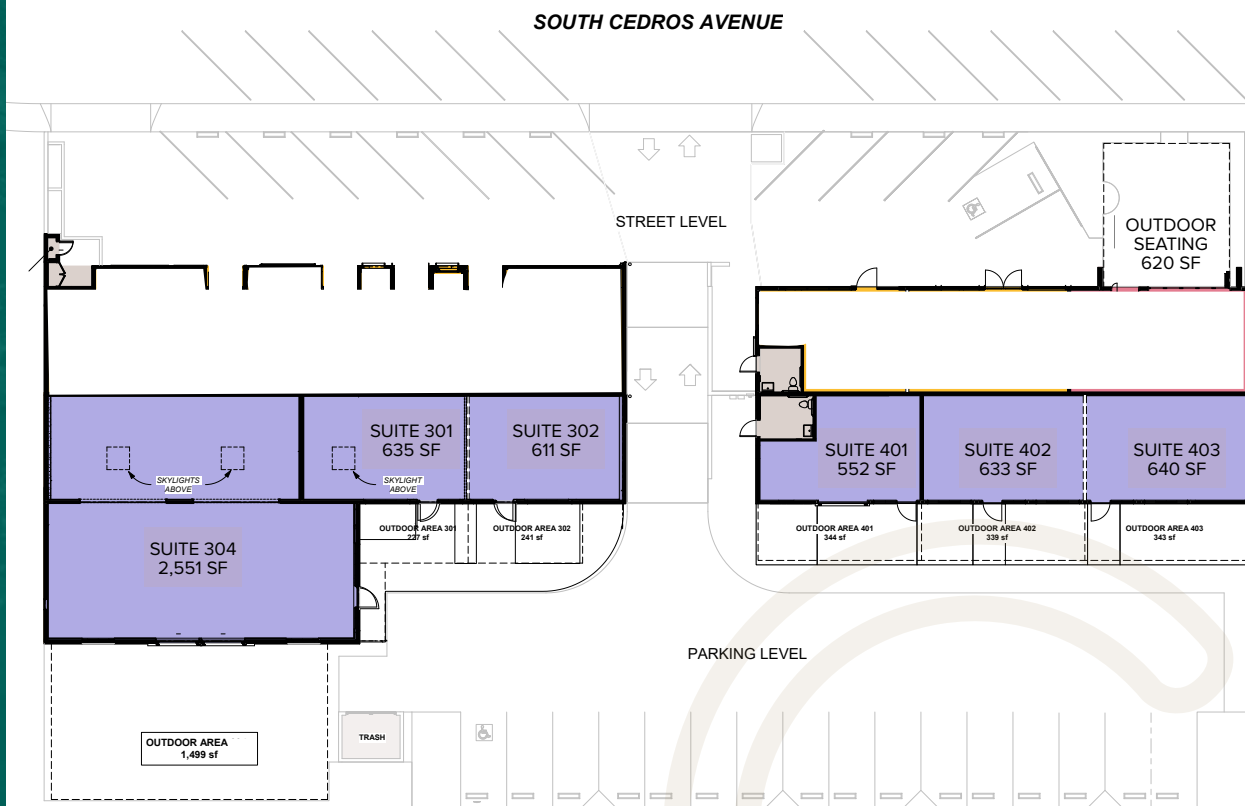 SOUTH CEDROS AVENUE
STREET LEVEL
OUTDOOR
SEATING
620 SF
SUITE 301
635 SF
SUITE 302
611 SF
SUITE 401
552 SF
SUITE 402
633 SF
SUITE 403
640 SF
SKYLIGHTS
ABOVE
SKYLIGHT
ABOVE
OUTDOOR AREA 301
227 sf
OUTDOOR AREA 302
241 sf
OUTDOOR AREA 401
344 sf
OUTDOOR AREA 402
339 sf
OUTDOOR AREA 403
343 sf
SUITE 304
2,551 SF
PARKING LEVEL
OUTDOOR AREA
1,499 sf
TRASH